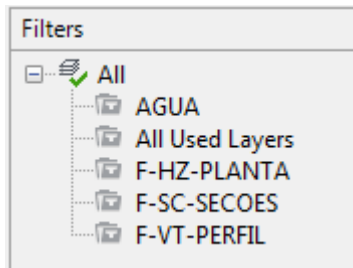 Filters
All
AGUA
All Used Layers
F-HZ-PLANTA
F-SC-SECOES
F-VT-PERFIL